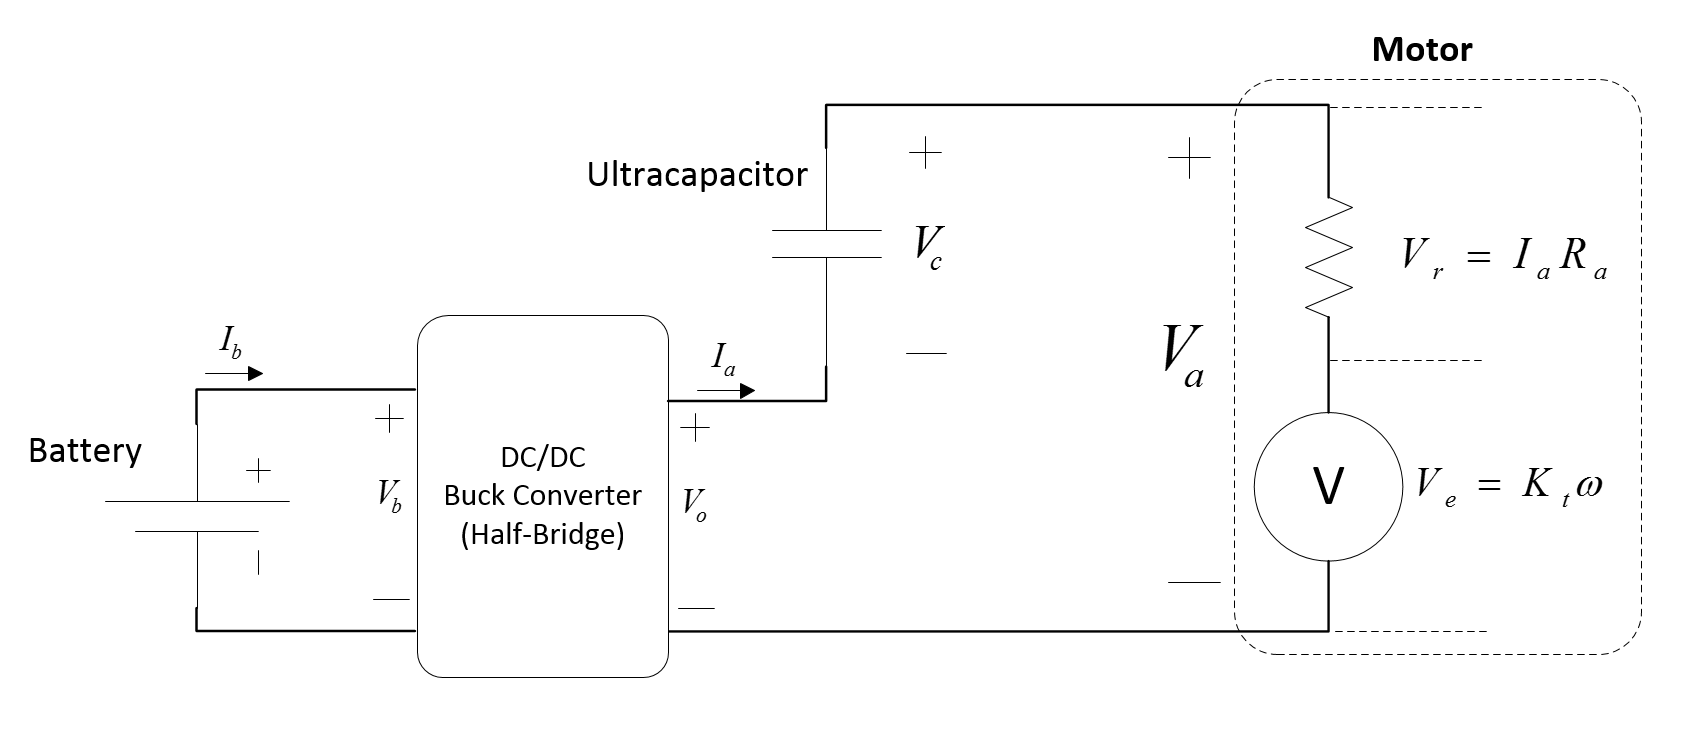 Motor
Ultracapacitor
+
+
V_c
V_r = I_a R_a
—
I_b
I_a
V_a
Battery
+
+
+
DC/DC
Buck Converter
(Half-Bridge)
V_b
V_o
V
V_e = K_t ω
—
—
—
—